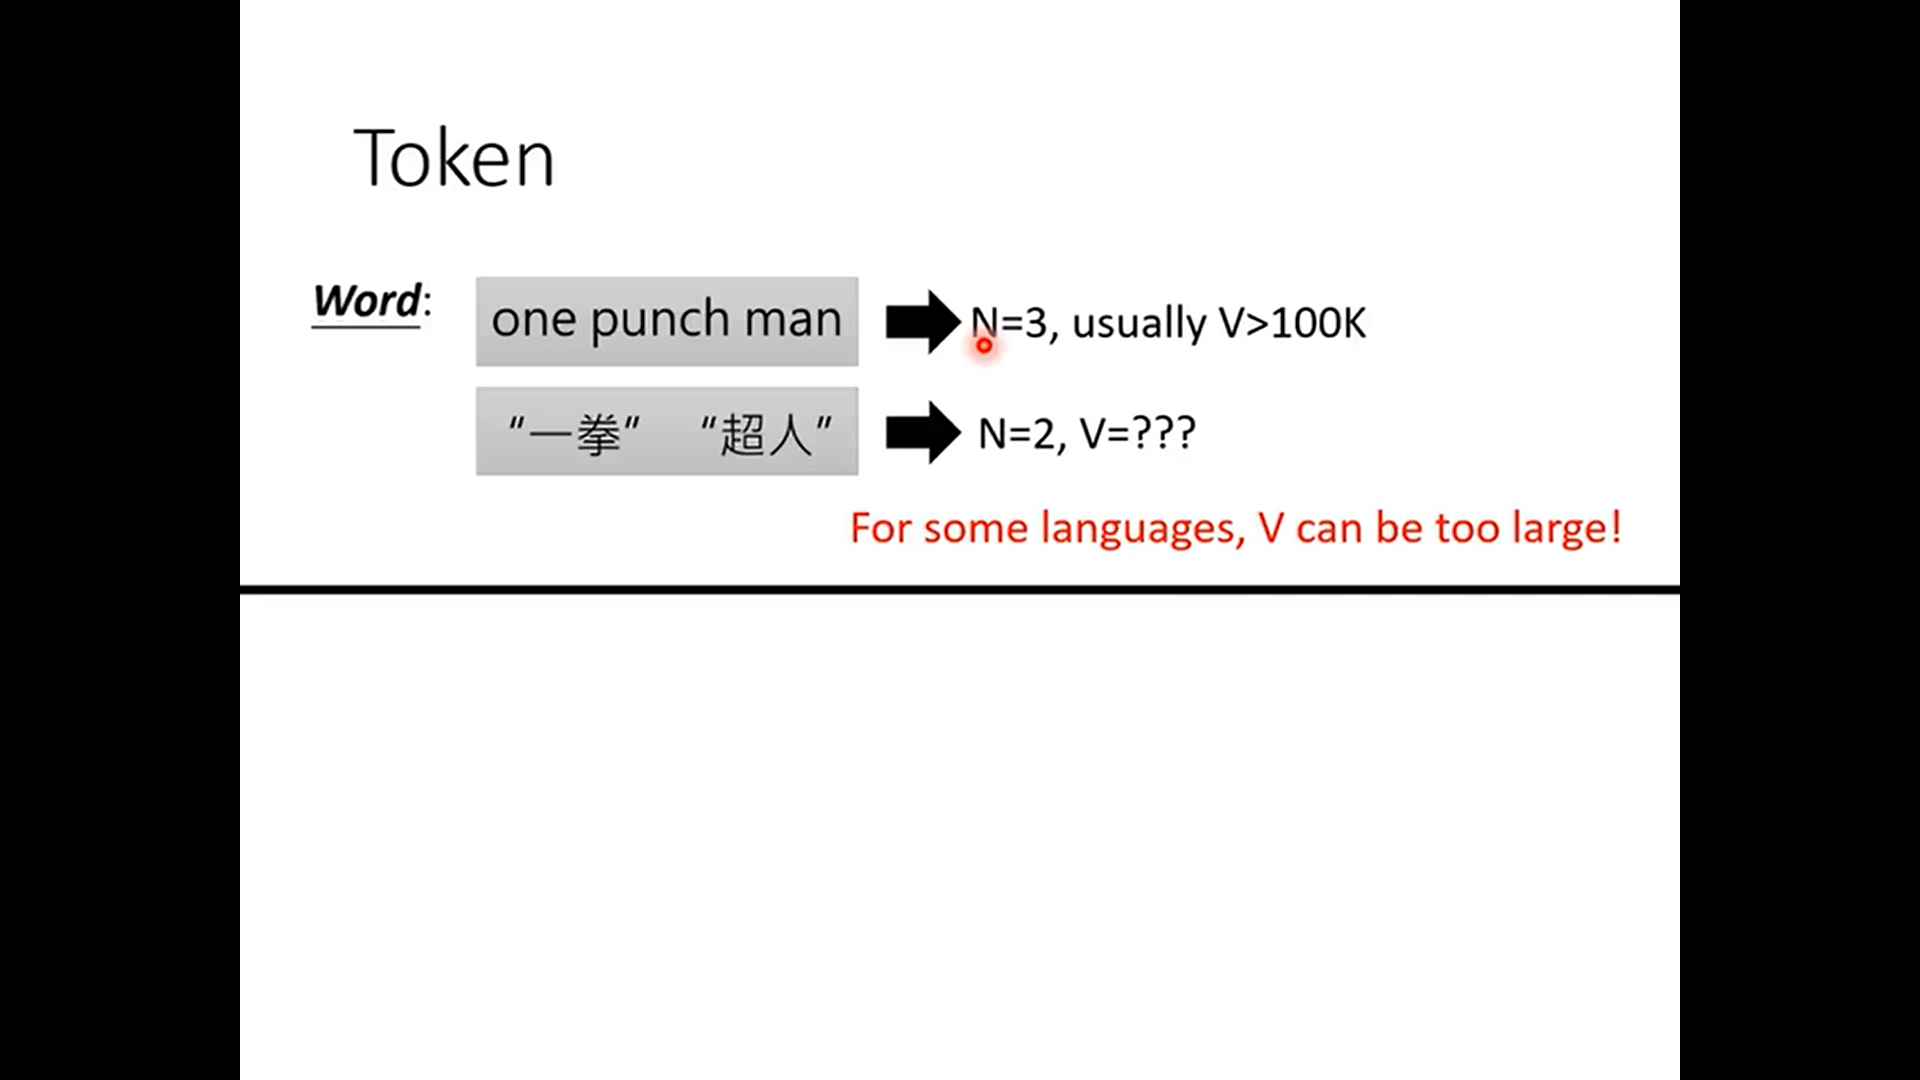 Token
Word:
one punch man
N=3, usually V>100K
“一拳” “超人”
N=2, V=???
For some languages, V can be too large!